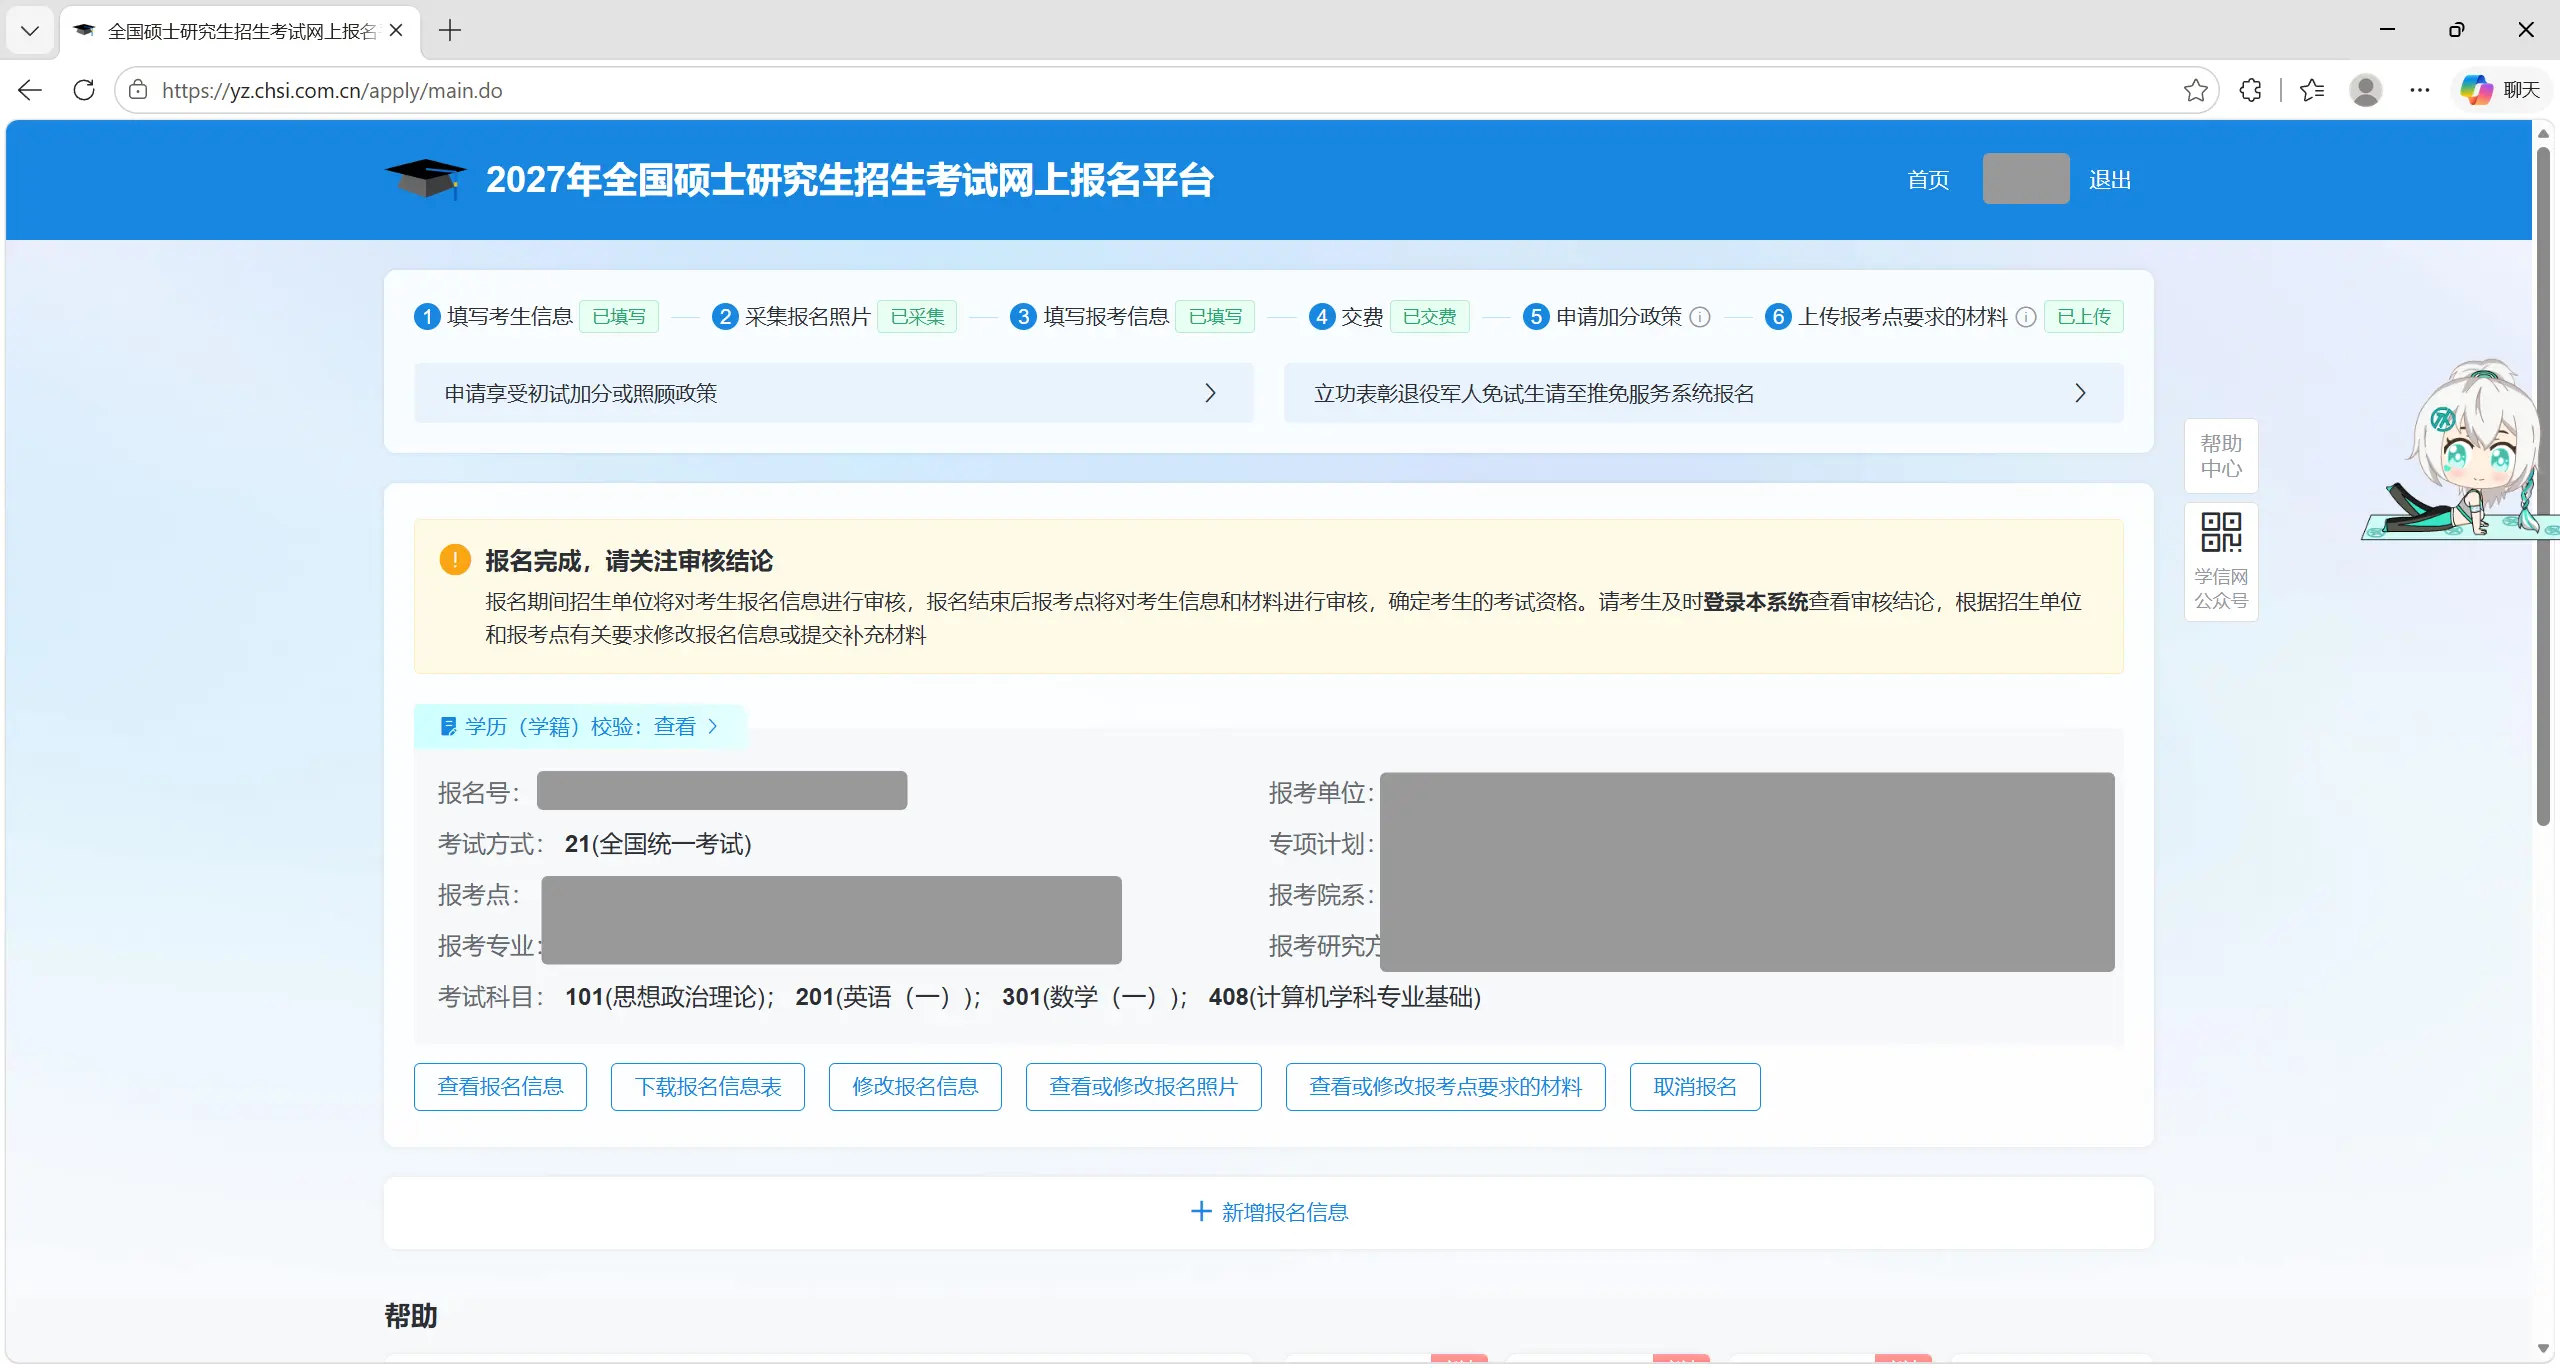 全国硕士研究生招生考试网上报名
https://yz.chsi.com.cn/apply/main.do
聊天
2027年全国硕士研究生招生考试网上报名平台
首页 退出
1 填写考生信息 已填写 2 采集报名照片 已采集 3 填写报考信息 已填写 4 交费 已交费 5 申请加分政策 6 上传报考点要求的材料 已上传
申请享受初试加分或照顾政策
立功表彰退役军人免试生请至推免服务系统报名
帮助
中心
学信网
公众号
报名完成，请关注审核结论
报名期间招生单位将对考生报名信息进行审核，报名结束后报考点将对考生信息和材料进行审核，确定考生的考试资格。请考生及时登录本系统查看审核结论，根据招生单位
和报考点有关要求修改报名信息或提交补充材料
学历（学籍）校验：查看
报名号：
报考单位：
考试方式： 21(全国统一考试)
专项计划：
报考点：
报考院系：
报考专业：
报考研究方
考试科目： 101(思想政治理论)； 201(英语（一）)； 301(数学（一）)； 408(计算机学科专业基础)
查看报名信息 下载报名信息表 修改报名信息 查看或修改报名照片 查看或修改报考点要求的材料 取消报名
新增报名信息
帮助